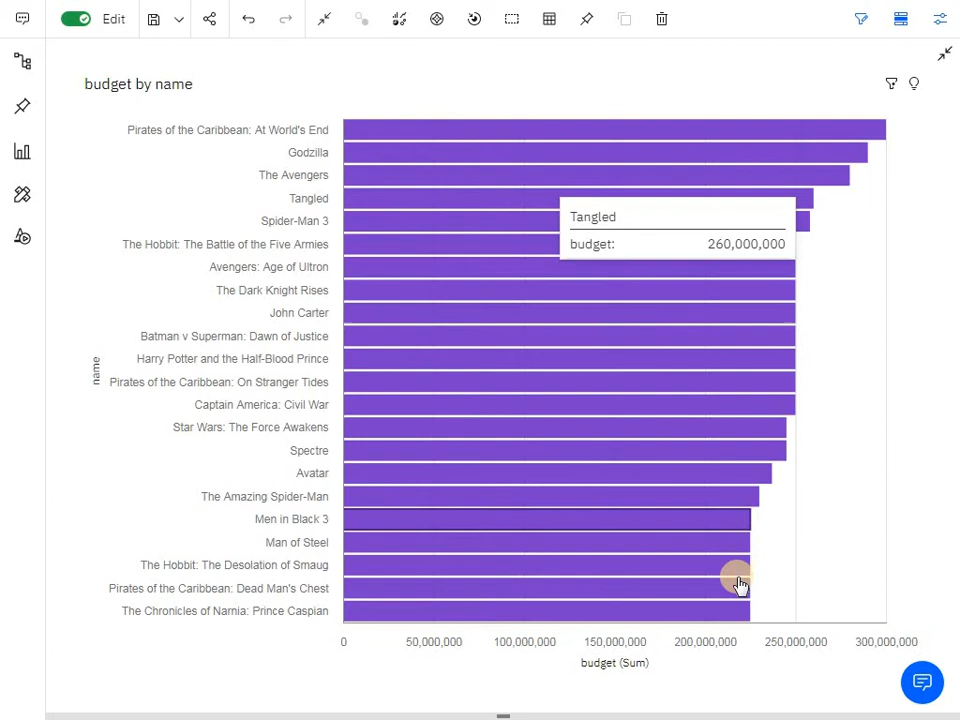 Edit
budget by name
Pirates of the Caribbean: At World's End
Godzilla
The Avengers
Tangled
Spider-Man 3
The Hobbit: The Battle of the Five Armies
Avengers: Age of Ultron
The Dark Knight Rises
John Carter
Batman v Superman: Dawn of Justice
Harry Potter and the Half-Blood Prince
Pirates of the Caribbean: On Stranger Tides
Captain America: Civil War
Star Wars: The Force Awakens
Spectre
Avatar
The Amazing Spider-Man
Men in Black 3
Man of Steel
The Hobbit: The Desolation of Smaug
Pirates of the Caribbean: Dead Man's Chest
The Chronicles of Narnia: Prince Caspian
name
Tangled
budget: 260,000,000
0 50,000,000 100,000,000 150,000,000 200,000,000 250,000,000 300,000,000
budget (Sum)